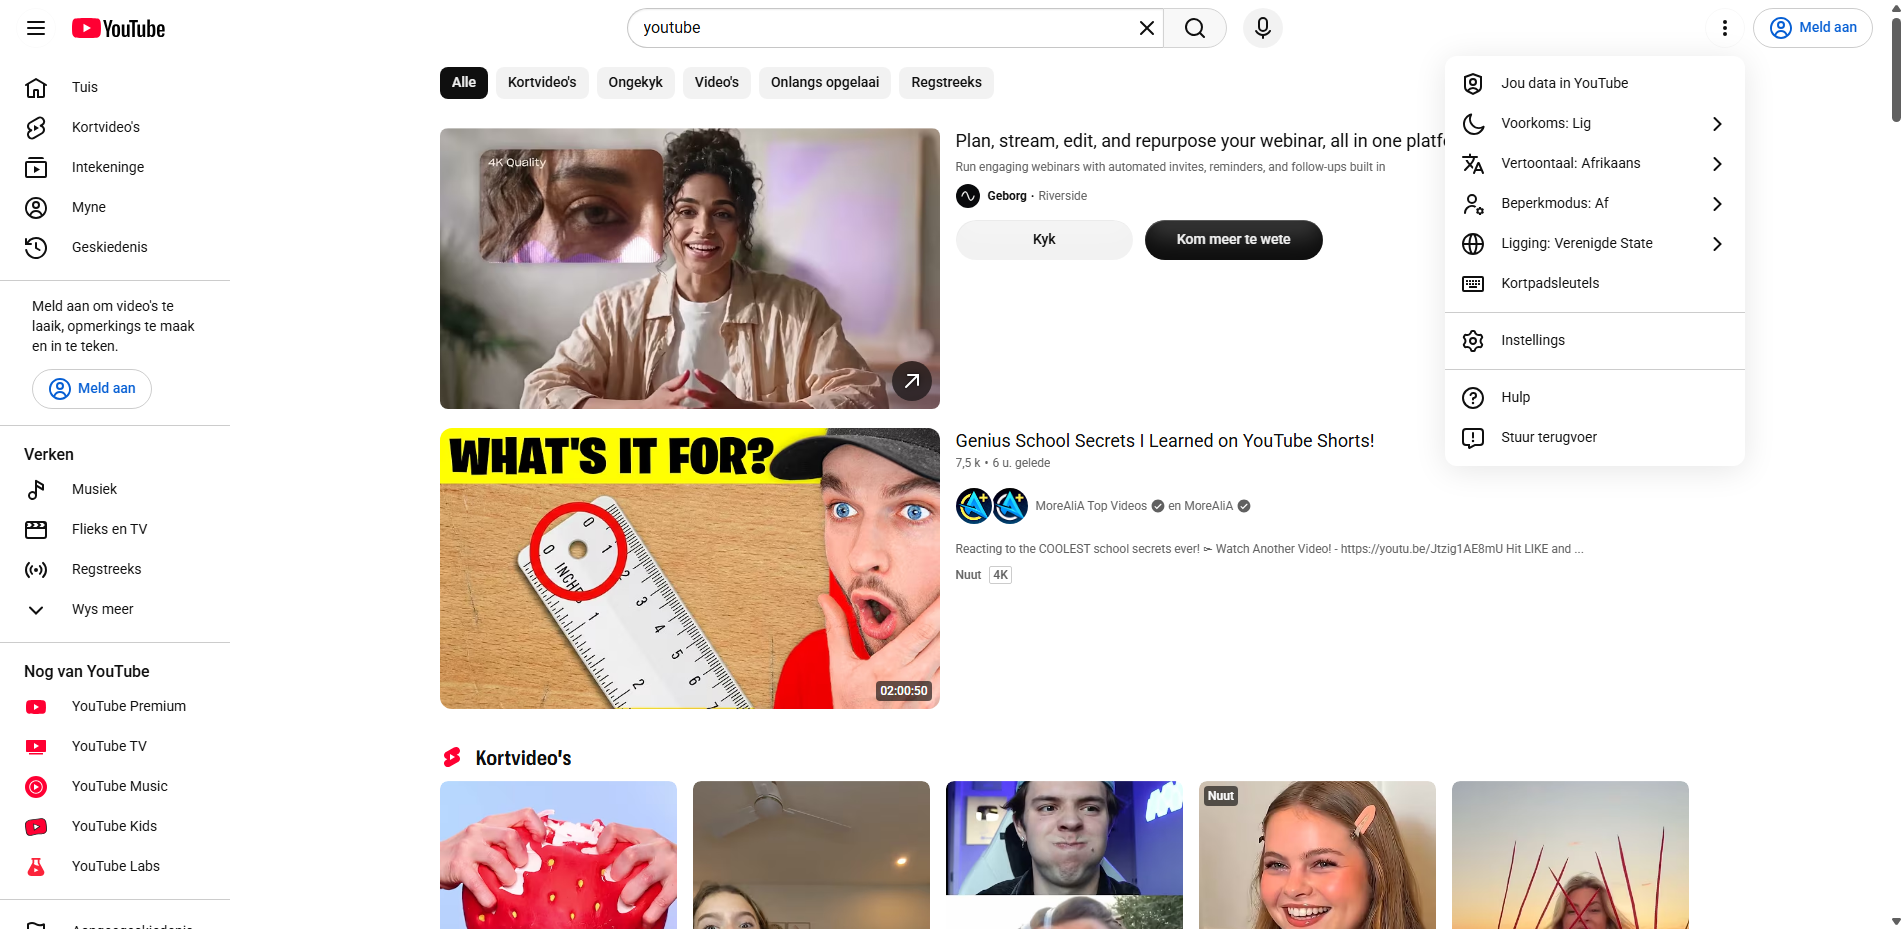 YouTube
youtube
Meld aan
Tuis
Kortvideo's
Intekeninge
Myne
Geskiedenis
Meld aan om video's te
laaik, opmerkings te maak
en in te teken.
Meld aan
Verken
Musiek
Flieks en TV
Regstreeks
Wys meer
Nog van YouTube
YouTube Premium
YouTube TV
YouTube Music
YouTube Kids
YouTube Labs
Alle
Kortvideo's
Ongekyk
Video's
Onlangs opgelaai
Regstreeks
4K Quality
Plan, stream, edit, and repurpose your webinar, all in one
Run engaging webinars with automated invites, reminders, and follow-ups built in
Geborg · Riverside
Kyk
Kom meer te wete
WHAT'S IT FOR?
INCHES
02:00:50
Genius School Secrets I Learned on YouTube Shorts!
7,5 k • 6 u. gelede
MoreAliA Top Videos en MoreAliA
Reacting to the COOLEST school secrets ever! ➛ Watch Another Video! - https://youtu.be/Jtzig1AE8mU Hit LIKE and ...
Nuut 4K
Kortvideo's
Nuut
Jou data in YouTube
Voorkoms: Lig
Vertoontaal: Afrikaans
Beperkmodus: Af
Ligging: Verenigde State
Kortpadsleutels
Instellings
Hulp
Stuur terugvoer